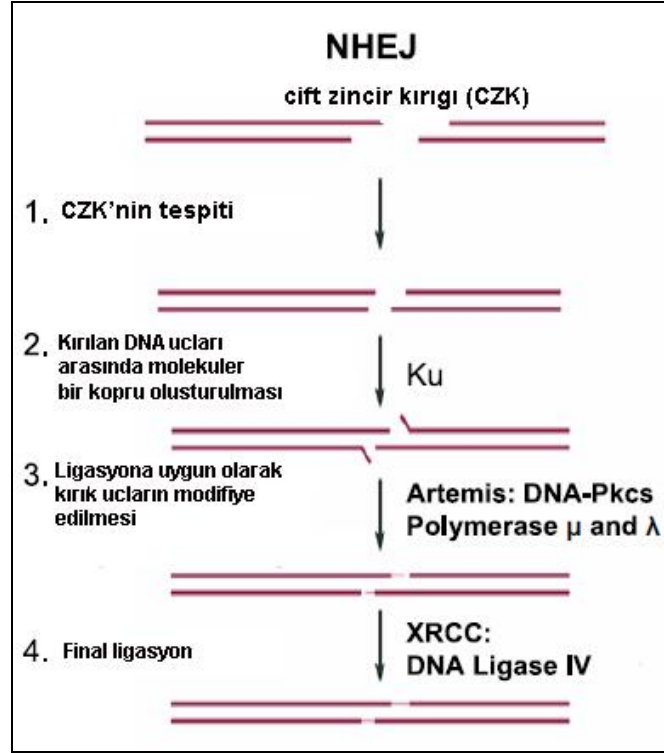 NHEJ
cift zincir kırıgı (CZK)
1. CZK'nin tespiti
2. Kırılan DNA ucları
arasında molekuler
bir kopru olusturulması
Ku
3. Ligasyona uygun olarak
kırık ucların modifiye
edilmesi
Artemis: DNA-Pkcs
Polymerase µ and λ
4. Final ligasyon
XRCC:
DNA Ligase IV